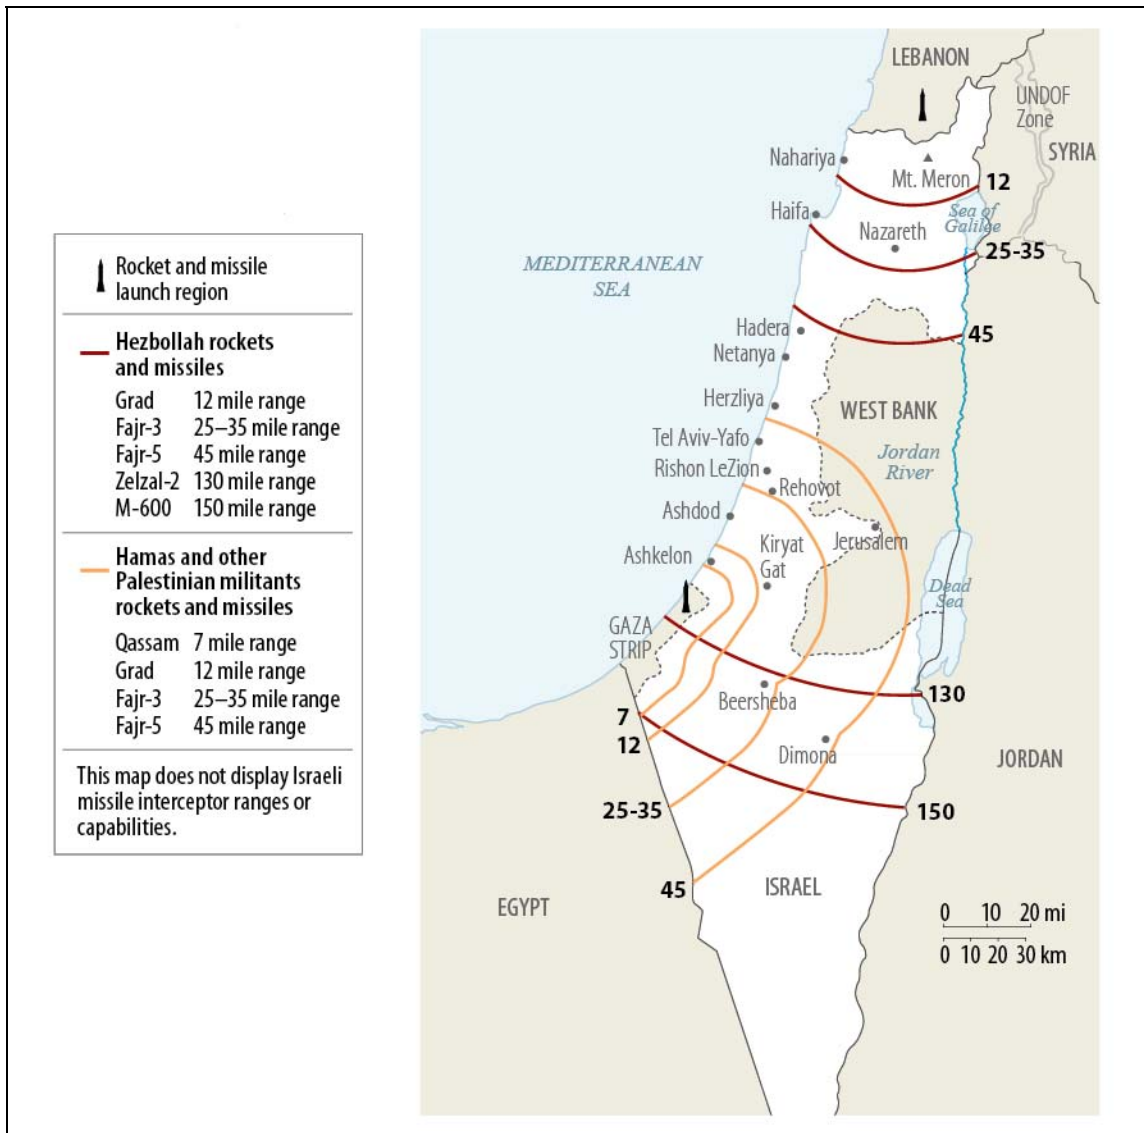 Rocket and missile
launch region
Hezbollah rockets
and missiles
Grad 12 mile range
Fajr-3 25–35 mile range
Fajr-5 45 mile range
Zelzal-2 130 mile range
M-600 150 mile range
Hamas and other
Palestinian militants
rockets and missiles
Qassam 7 mile range
Grad 12 mile range
Fajr-3 25–35 mile range
Fajr-5 45 mile range
This map does not display Israeli
missile interceptor ranges or
capabilities.
LEBANON
UNDOF
Zone
SYRIA
Nahariya
Mt. Meron
12
Haifa
Sea of
Galilee
Nazareth
25-35
MEDITERRANEAN
SEA
Hadera
45
Netanya
Herzliya
WEST BANK
Tel Aviv-Yafo
Jordan
River
Rishon LeZion
Rehovot
Ashdod
Jerusalem
Kiryat
Gat
Ashkelon
Dead
Sea
GAZA
STRIP
130
Beersheba
7
12
Dimona
JORDAN
25-35
150
45
ISRAEL
EGYPT
0 10 20 mi
0 10 20 30 km